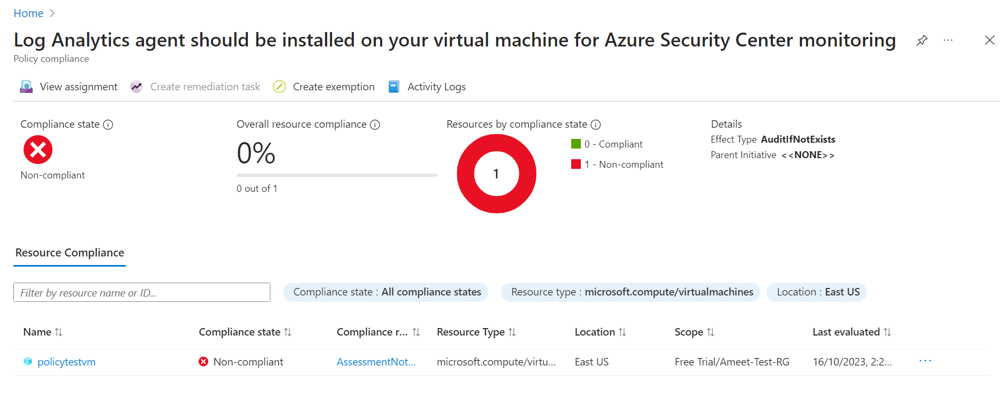 Home
Log Analytics agent should be installed on your virtual machine for Azure Security Center monitoring
Policy compliance
View assignment Create remediation task Create exemption Activity Logs
Compliance state
Non-compliant
Overall resource compliance
0%
0 out of 1
Resources by compliance state
1
0 - Compliant
1 - Non-compliant
Details
Effect Type AuditIfNotExists
Parent Initiative <<NONE>>
Resource Compliance
Filter by resource name or ID... Compliance state : All compliance states Resource type : microsoft.compute/virtualmachines Location : East US
Name Compliance state Compliance r... Resource Type Location Scope Last evaluated
policytestvm Non-compliant AssessmentNot... microsoft.compute/virtu... East US Free Trial/Ameet-Test-RG 16/10/2023, 2:2...